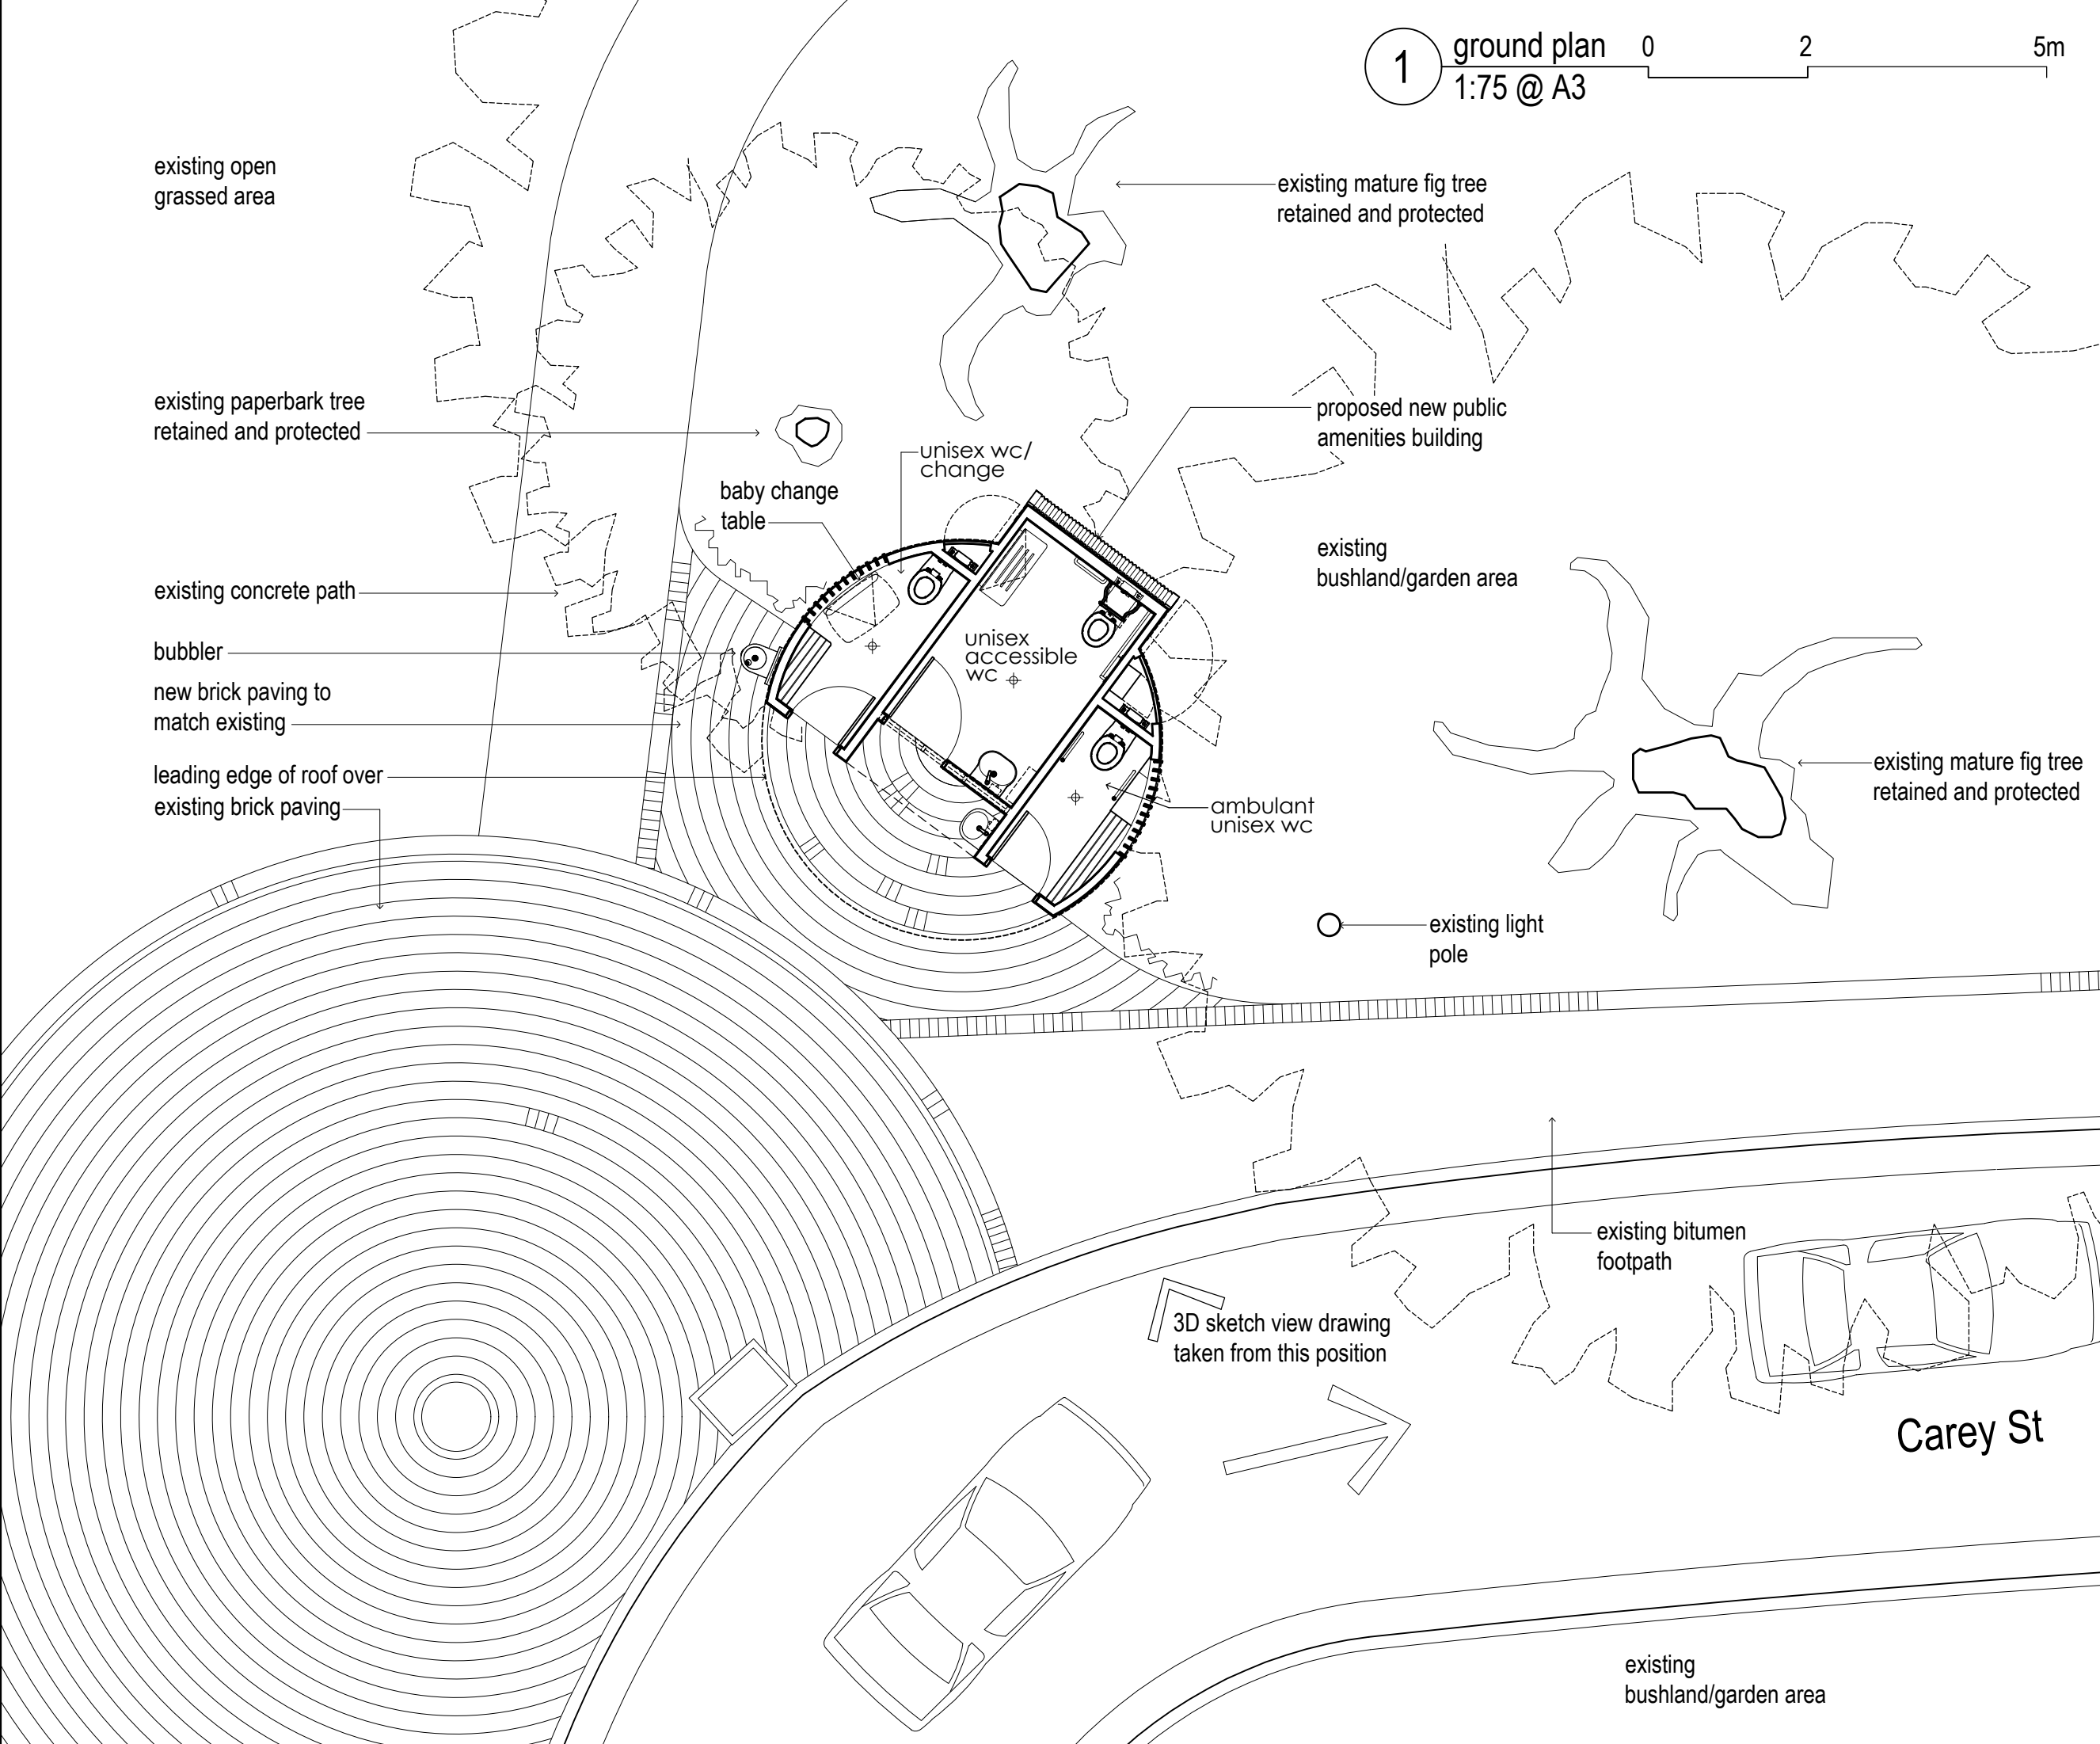 1
ground plan
1:75 @ A3
0 2 5m
existing open
grassed area
existing mature fig tree
retained and protected
existing paperbark tree
retained and protected
proposed new public
amenities building
unisex wc/
change
baby change
table
existing
bushland/garden area
existing concrete path
bubbler
unisex
accessible
wc
new brick paving to
match existing
leading edge of roof over
existing brick paving
existing mature fig tree
retained and protected
ambulant
unisex wc
existing light
pole
existing bitumen
footpath
3D sketch view drawing
taken from this position
Carey St
existing
bushland/garden area